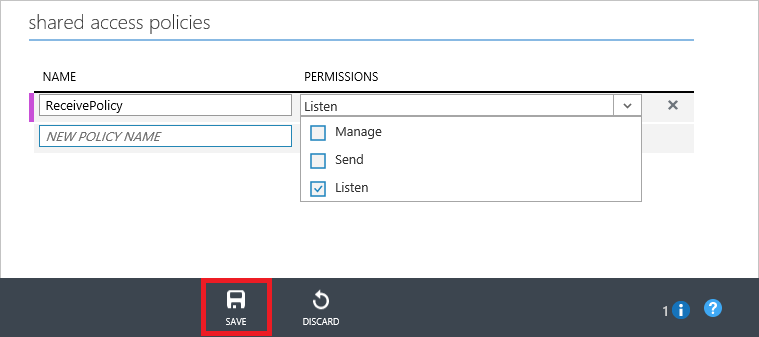 shared access policies
NAME PERMISSIONS
ReceivePolicy Listen
NEW POLICY NAME
Manage
Send
Listen
SAVE DISCARD
1 i ?